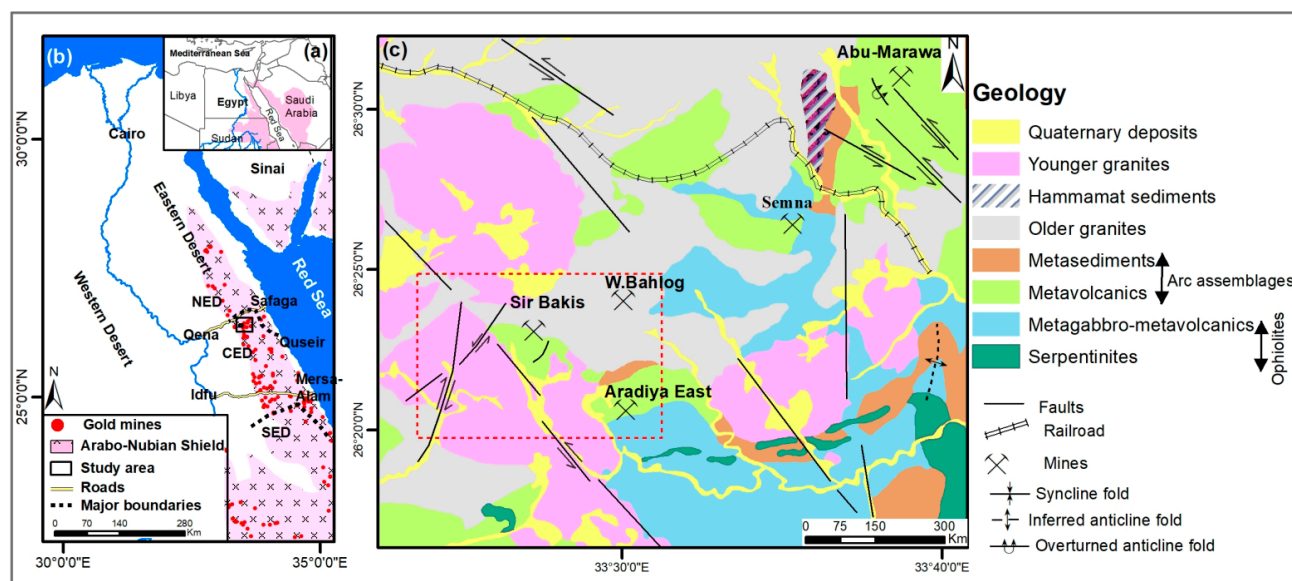 (b)
(a)
Mediterranean Sea
Libya
Egypt
Saudi
Arabia
Red Sea
Sudan
Cairo
Sinai
Eastern Desert
Western Desert
Red Sea
NED
Safaga
Qena
CED
Quseir
Idfu
Mersa-
Alam
SED
N
Gold mines
Arabo-Nubian Shield
Study area
Roads
Major boundaries
0 70 140 280
Km
30°0'0"N
25°0'0"N
30°0'0"E
35°0'0"E
(c)
Abu-Marawa
N
Semna
W.Bahlog
Sir Bakis
Aradiya East
0 75 150 300
Km
26°30'0"N
26°25'0"N
26°20'0"N
33°30'0"E
33°40'0"E
Geology
Quaternary deposits
Younger granites
Hammamat sediments
Older granites
Metasediments
Metavolcanics
Arc assemblages
Metagabbro-metavolcanics
Serpentinites
Ophiolites
Faults
Railroad
Mines
Syncline fold
Inferred anticline fold
Overturned anticline fold